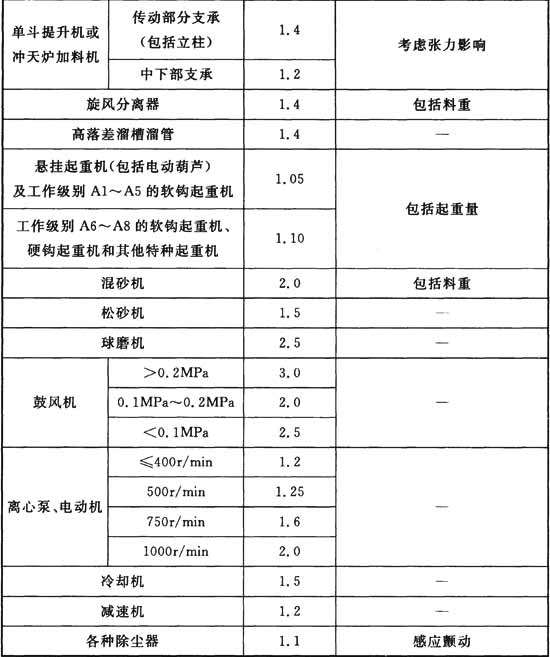 单斗提升机或
冲天炉加料机
传动部分支承
(包括立柱)
1.4
考虑张力影响
中下部支承
1.2
旋风分离器
1.4
包括料重
高落差溜槽溜管
1.4
—
悬挂起重机(包括电动葫芦)
及工作级别 A1～A5 的软钩起重机
1.05
包括起重量
工作级别 A6～A8 的软钩起重机、
硬钩起重机和其他特种起重机
1.10
混砂机
2.0
包括料重
松砂机
1.5
—
球磨机
2.5
—
鼓风机
>0.2MPa
3.0
—
0.1MPa～0.2MPa
2.0
<0.1MPa
2.5
离心泵、电动机
≤400r/min
1.2
—
500r/min
1.25
750r/min
1.6
1000r/min
2.0
冷却机
1.5
—
减速机
1.2
—
各种除尘器
1.1
感应颤动